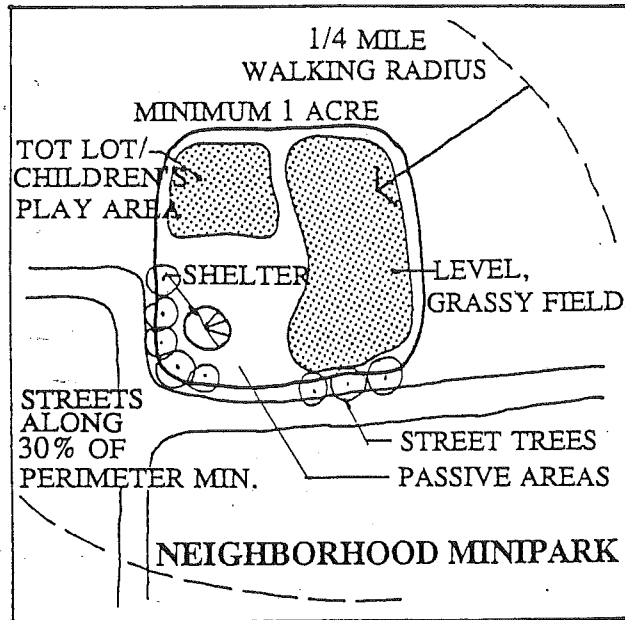 1/4 MILE
WALKING RADIUS
MINIMUM 1 ACRE
TOT LOT/
CHILDREN'S
PLAY AREA
SHELTER
LEVEL,
GRASSY FIELD
STREETS
ALONG
30% OF
PERIMETER MIN.
STREET TREES
PASSIVE AREAS
NEIGHBORHOOD MINIPARK